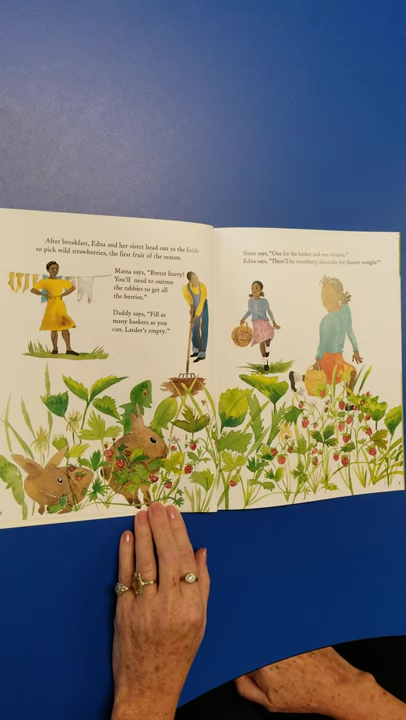 After breakfast, Edna and her sister head out to the fields
to pick wild strawberries, the first fruit of the season.
Mama says, “Better hurry!
You’ll need to outrun
the rabbits to get all
the berries.”
Daddy says, “Fill as
many baskets as you
can. Larder’s empty.”
Sister says, “One for the basket and one to taste.”
Edna says, “There’ll be strawberry shortcake for dessert tonight!”